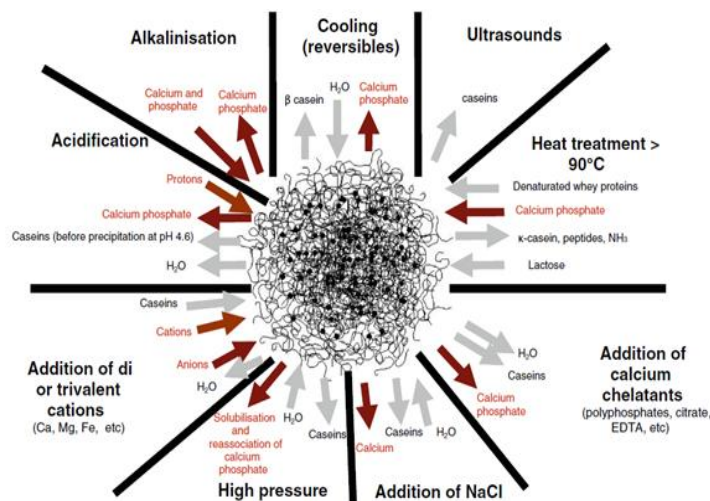 Alkalinisation
Calcium and
phosphate
Calcium
phosphate
Cooling
(reversibles)
β casein
H₂O
Calcium
phosphate
Ultrasounds
caseins
Heat treatment >
90°C
Denaturated whey proteins
Calcium phosphate
κ-casein, peptides, NH₃
Lactose
Acidification
Protons
Calcium phosphate
Caseins (before precipitation at pH 4.6)
H₂O
Caseins
Cations
Anions
H₂O
Addition of di
or trivalent
cations
(Ca, Mg, Fe, etc)
Solubilisation
and
reassociation of
calcium
phosphate
H₂O
Caseins
High pressure
Calcium
Caseins
H₂O
Addition of NaCl
H₂O
Caseins
Calcium
phosphate
Addition of
calcium
chelatants
(polyphosphates, citrate,
EDTA, etc)